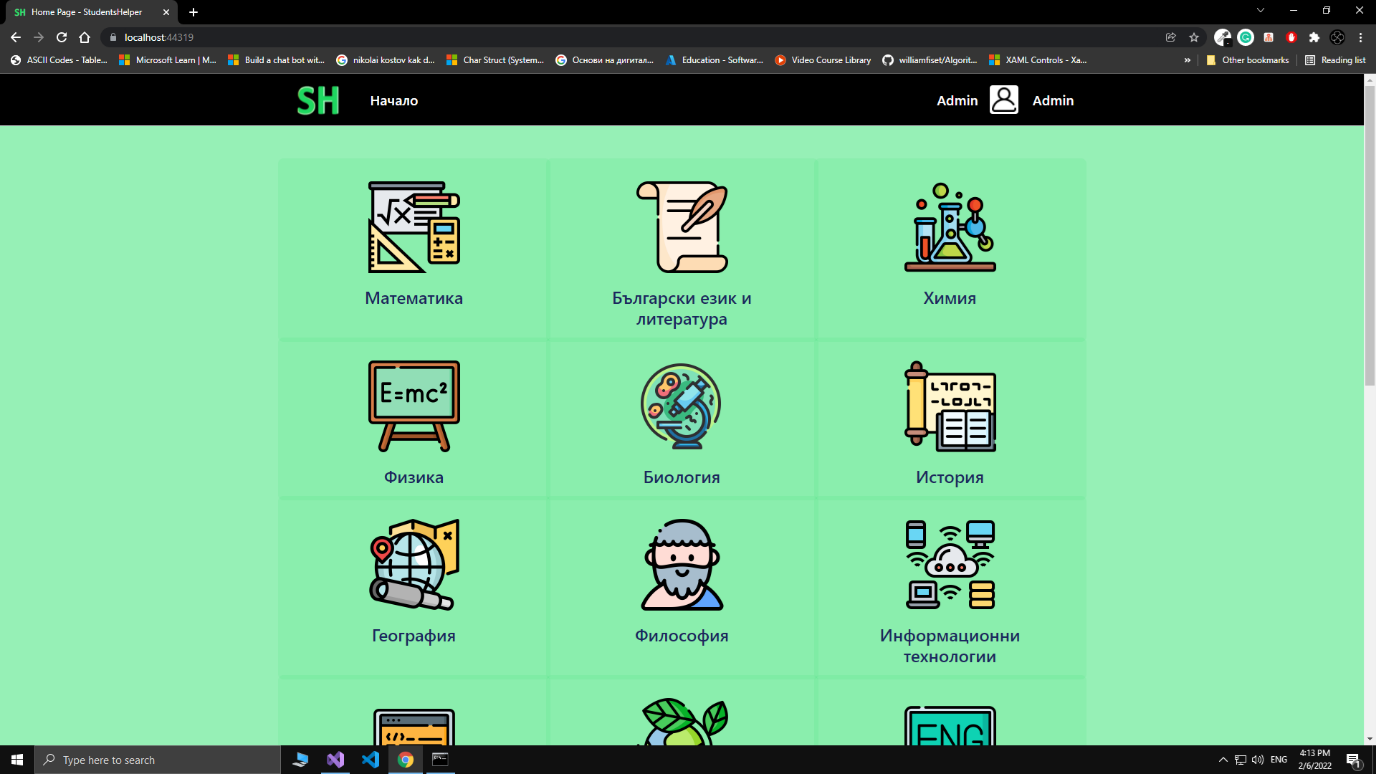 SH Home Page - StudentsHelper
localhost:44319
ASCII Codes - Table...
Microsoft Learn | M...
Build a chat bot wit...
nikolai kostov kak d...
Char Struct (System...
Основи на дигитал...
Education - Softwar...
Video Course Library
williamfiset/Algorit...
XAML Controls - Xa...
»
Other bookmarks
Reading list
SH
Начало
Admin
Admin
Математика
Български език и
литература
Химия
E=mc²
Физика
Биология
История
География
Философия
Информационни
технологии
ENG
Type here to search
ENG
4:13 PM
2/6/2022
1